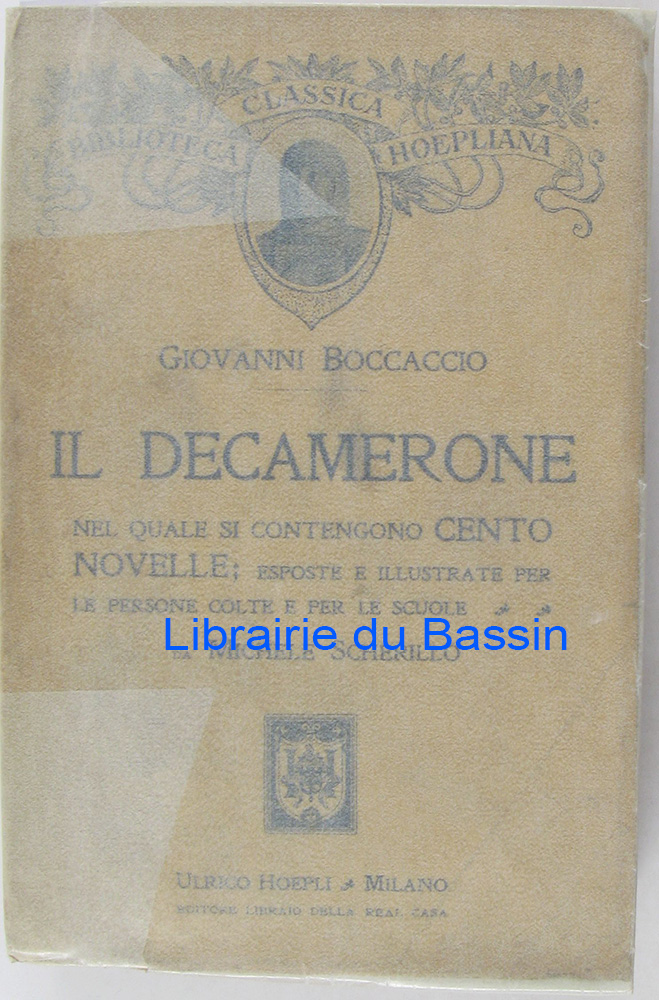 BIBLIOTECA CLASSICA HOEPLIANA
GIOVANNI BOCCACCIO
IL DECAMERONE
NEL QUALE SI CONTENGONO CENTO
NOVELLE; ESPOSTE E ILLUSTRATE PER
LE PERSONE COLTE E PER LE SCUOLE
Librairie du Bassin
DA MICHELE SCHERILLO
ULRICO HOEPLI MILANO
EDITORE LIBRAIO DELLA REAL CASA